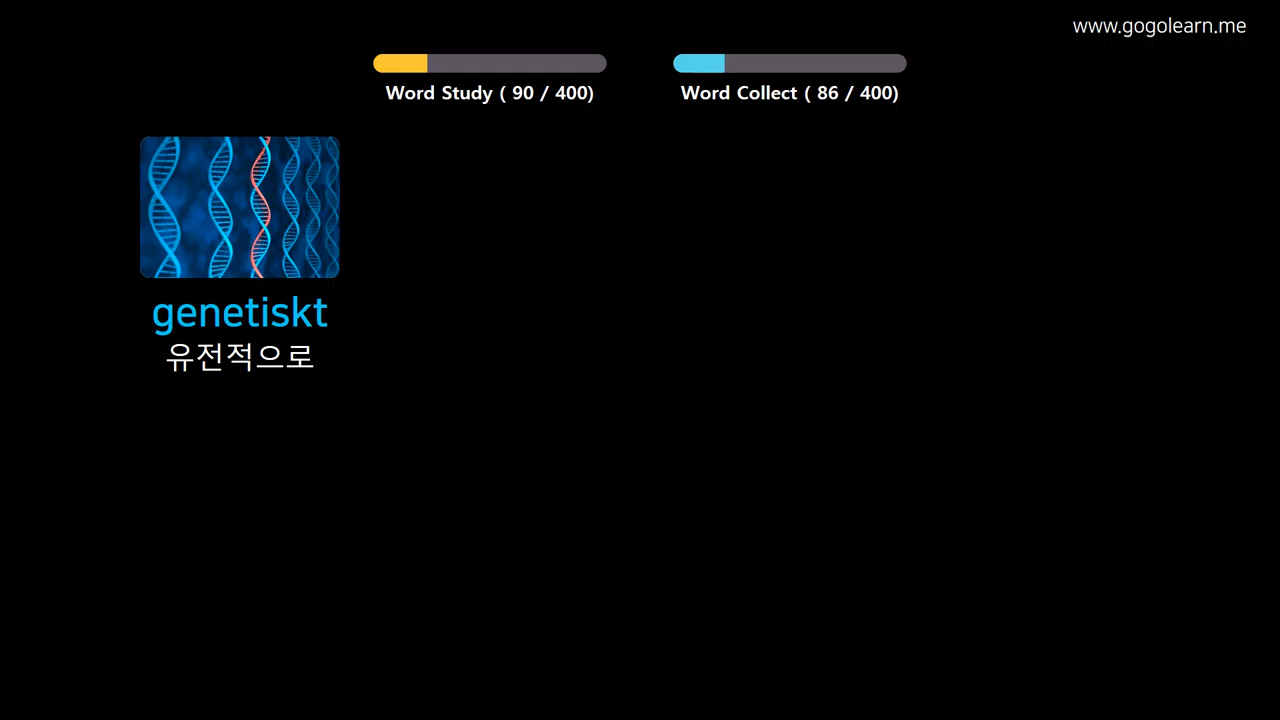 www.gogolearn.me
Word Study ( 90 / 400)
Word Collect ( 86 / 400)
genetiskt
유전적으로